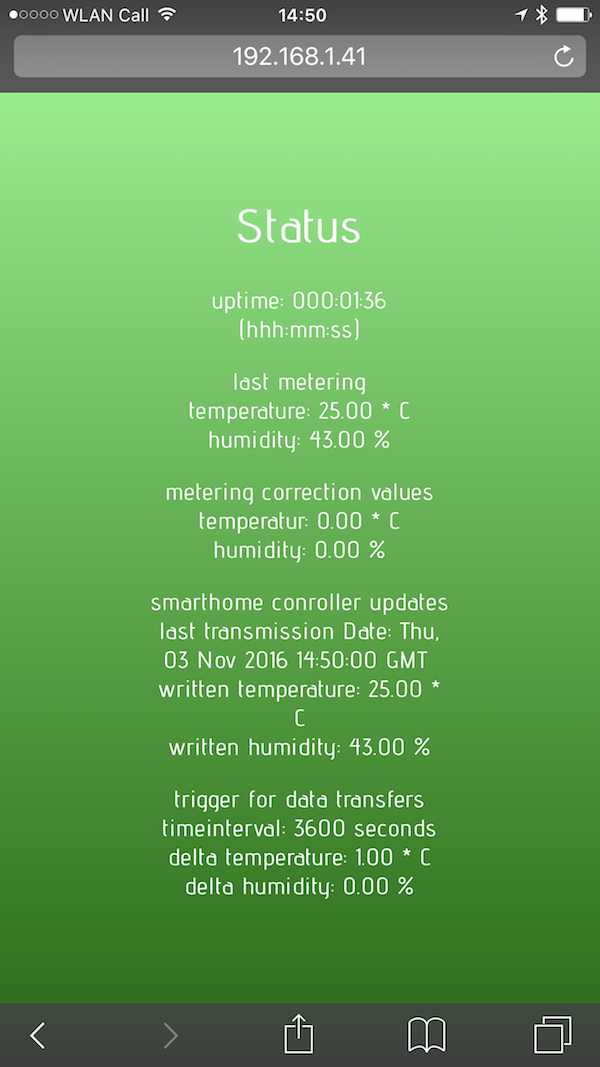 WLAN Call 14:50
192.168.1.41
Status
uptime: 000:01:36
(hhh:mm:ss)
last metering
temperature: 25.00 * C
humidity: 43.00 %
metering correction values
temperatur: 0.00 * C
humidity: 0.00 %
smarthome conroller updates
last transmission Date: Thu,
03 Nov 2016 14:50:00 GMT
written temperature: 25.00 *
C
written humidity: 43.00 %
trigger for data transfers
timeinterval: 3600 seconds
delta temperature: 1.00 * C
delta humidity: 0.00 %